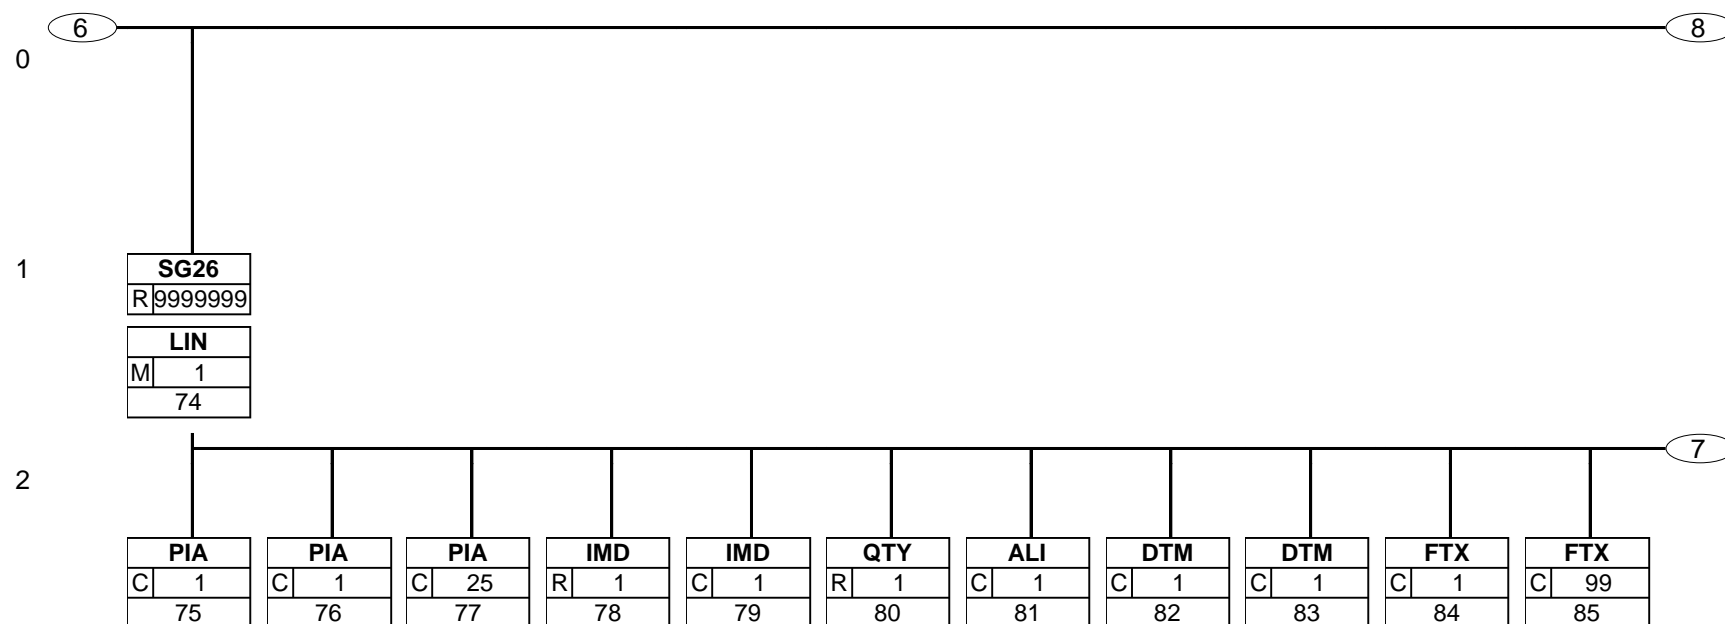 6 8
0
1
SG26
R 9999999
LIN
M 1
74
7
2
PIA PIA PIA IMD IMD QTY ALI DTM DTM FTX FTX
C 1 C 1 C 25 R 1 C 1 R 1 C 1 C 1 C 1 C 1 C 99
75 76 77 78 79 80 81 82 83 84 85